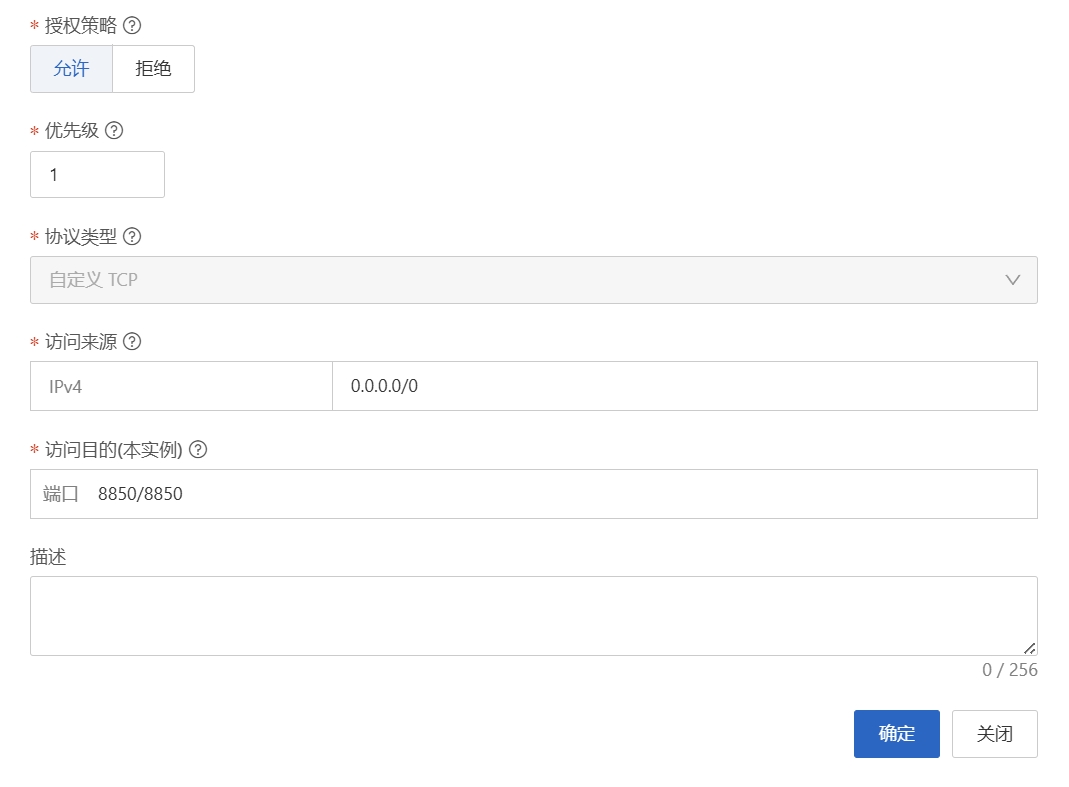 * 授权策略 ?
允许 拒绝
* 优先级 ?
1
* 协议类型 ?
自定义 TCP
* 访问来源 ?
IPv4 0.0.0.0/0
* 访问目的(本实例) ?
端口 8850/8850
描述
0 / 256
确定 关闭